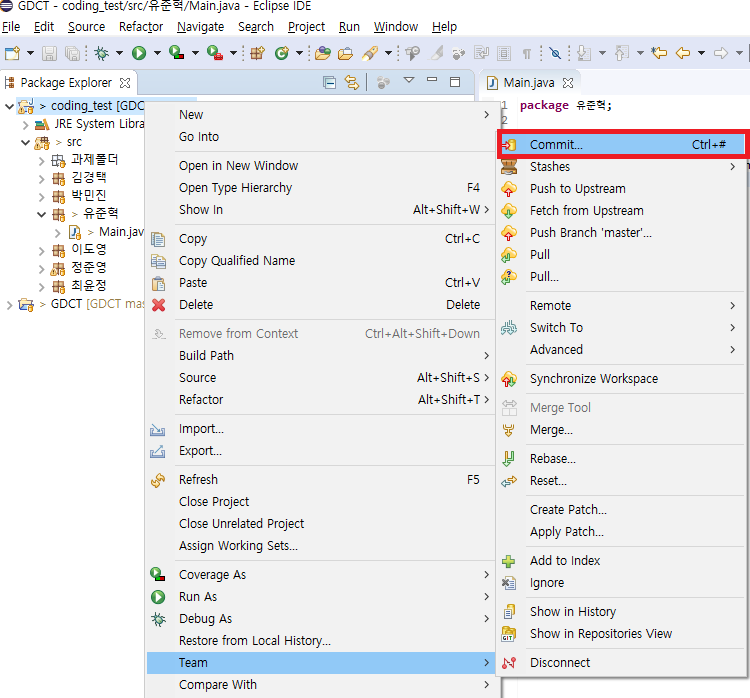 GDCT - coding_test/src/유준혁/Main.java - Eclipse IDE
File Edit Source Refactor Navigate Search Project Run Window Help
Package Explorer
> coding_test [GDC
JRE System Libra
> src
과제폴더
김경택
박민진
> 유준혁
> Main.jav
이도영
정준영
최윤정
> GDCT [GDCT mas
New
Go Into
Open in New Window
Open Type Hierarchy F4
Show In Alt+Shift+W >
Copy Ctrl+C
Copy Qualified Name
Paste Ctrl+V
Delete Delete
Remove from Context Ctrl+Alt+Shift+Down
Build Path
Source Alt+Shift+S >
Refactor Alt+Shift+T >
Import...
Export...
Refresh F5
Close Project
Close Unrelated Project
Assign Working Sets...
Coverage As
Run As
Debug As
Restore from Local History...
Team
Compare With
Main.java
1 package 유준혁;
2
Commit... Ctrl+#
Stashes
Push to Upstream
Fetch from Upstream
Push Branch 'master'...
Pull
Pull...
Remote
Switch To
Advanced
Synchronize Workspace
Merge Tool
Merge...
Rebase...
Reset...
Create Patch...
Apply Patch...
Add to Index
Ignore
Show in History
GIT
Show in Repositories View
Disconnect